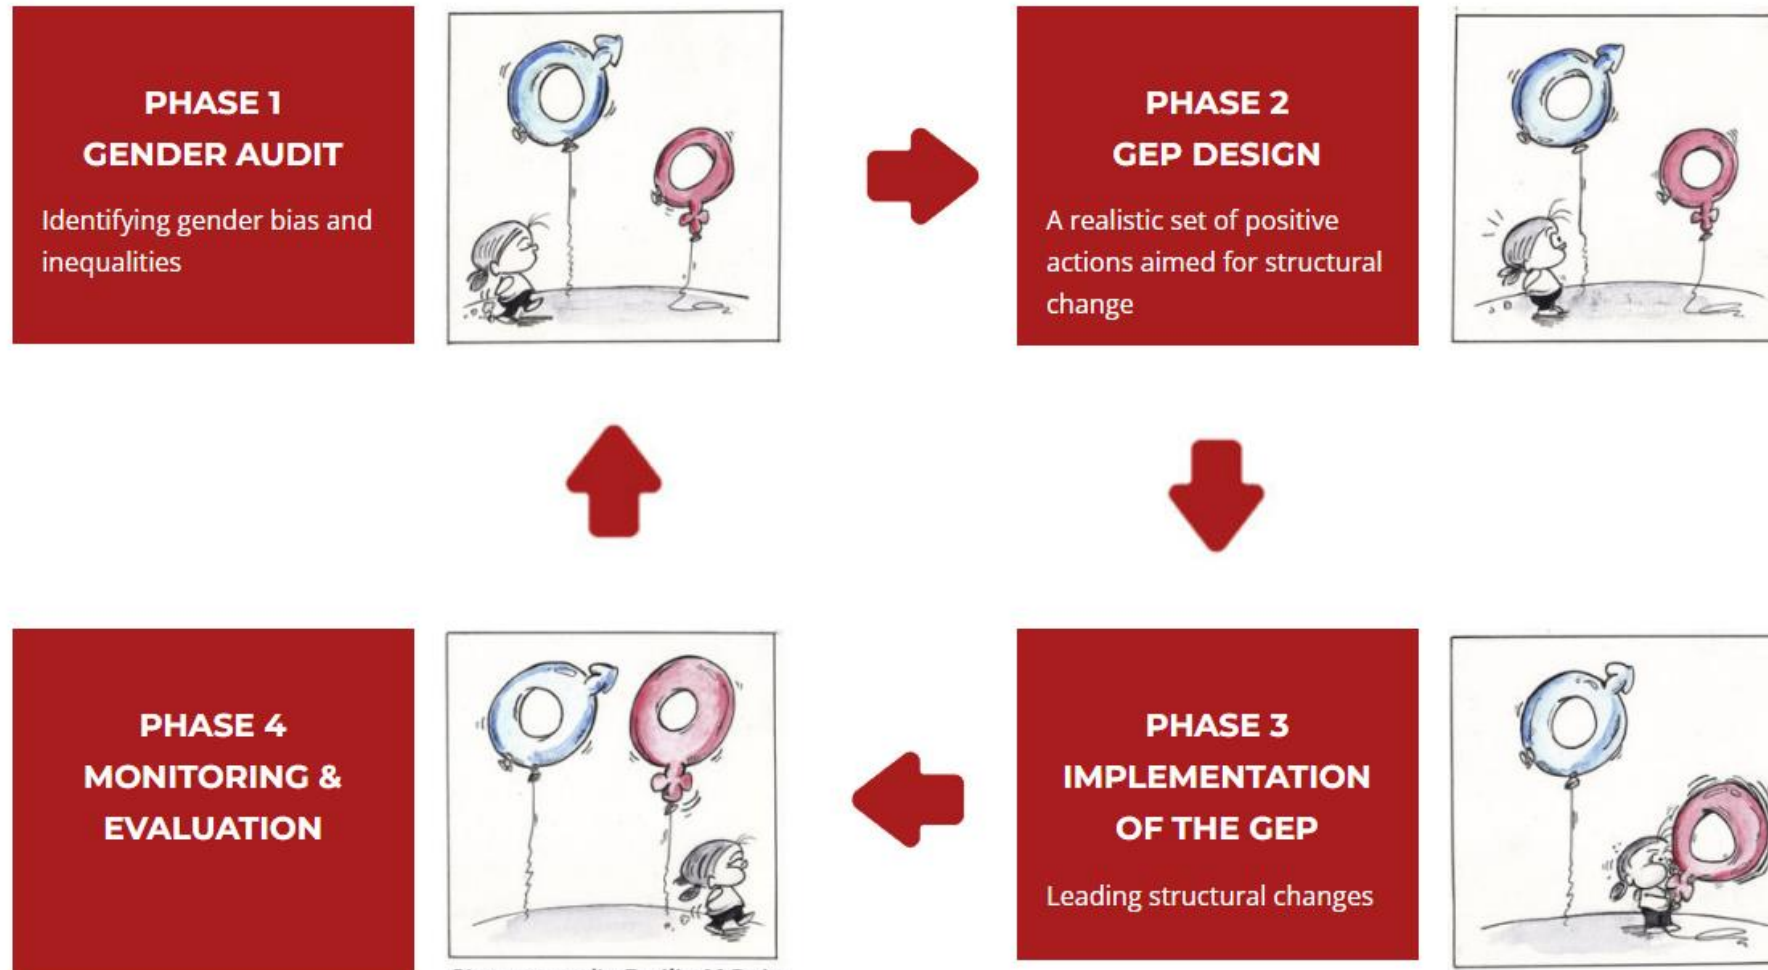 PHASE 1
GENDER AUDIT
Identifying gender bias and
inequalities
PHASE 2
GEP DESIGN
A realistic set of positive
actions aimed for structural
change
PHASE 3
IMPLEMENTATION
OF THE GEP
Leading structural changes
PHASE 4
MONITORING &
EVALUATION